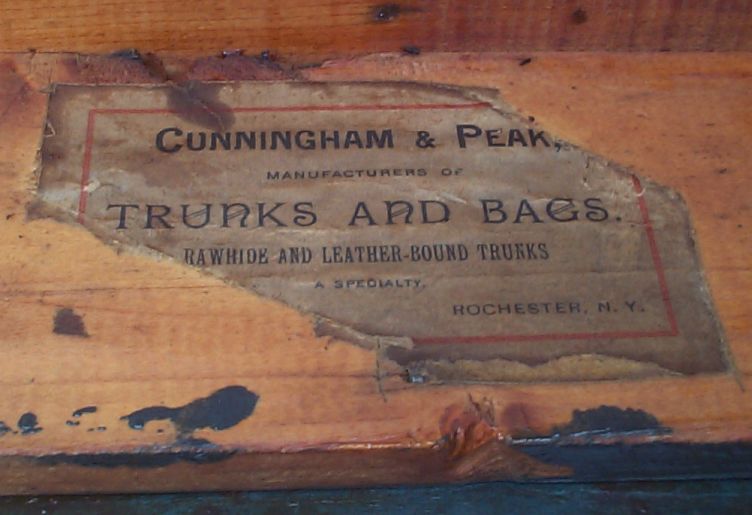 CUNNINGHAM & PEAK,
MANUFACTURERS OF
TRUNKS AND BAGS.
RAWHIDE AND LEATHER-BOUND TRUNKS
A SPECIALTY.
ROCHESTER, N. Y.